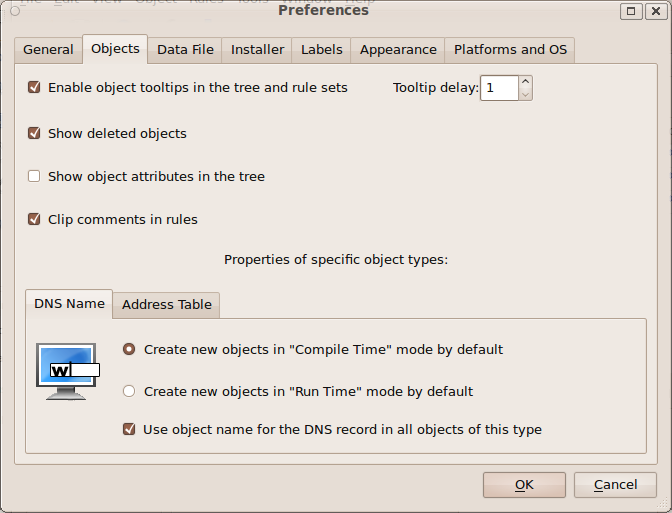 Preferences
General Objects Data File Installer Labels Appearance Platforms and OS
Enable object tooltips in the tree and rule sets Tooltip delay: 1
Show deleted objects
Show object attributes in the tree
Clip comments in rules
Properties of specific object types:
DNS Name Address Table
w
Create new objects in "Compile Time" mode by default
Create new objects in "Run Time" mode by default
Use object name for the DNS record in all objects of this type
OK Cancel